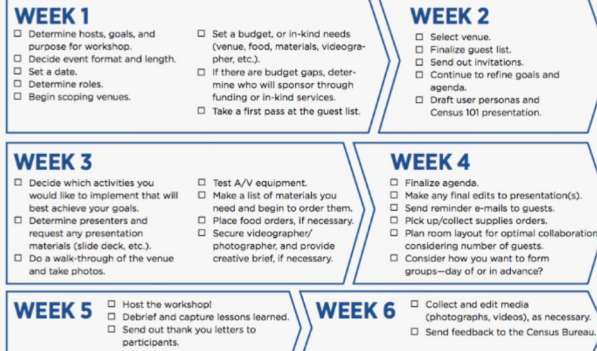 WEEK 1
☐ Determine hosts, goals, and
purpose for workshop.
☐ Decide event format and length.
☐ Set a date.
☐ Determine roles.
☐ Begin scoping venues.
☐ Set a budget, or in-kind needs
(venue, food, materials, videogra-
pher, etc.).
☐ If there are budget gaps, deter-
mine who will sponsor through
funding or in-kind services.
☐ Take a first pass at the guest list.
WEEK 2
☐ Select venue.
☐ Finalize guest list.
☐ Send out invitations.
☐ Continue to refine goals and
agenda.
☐ Draft user personas and
Census 101 presentation.
WEEK 3
☐ Decide which activities you
would like to implement that will
best achieve your goals.
☐ Determine presenters and
request any presentation
materials (slide deck, etc.).
☐ Do a walk-through of the venue
and take photos.
☐ Test A/V equipment.
☐ Make a list of materials you
need and begin to order them.
☐ Place food orders, if necessary.
☐ Secure videographer/
photographer, and provide
creative brief, if necessary.
WEEK 4
☐ Finalize agenda.
☐ Make any final edits to presentation(s).
☐ Send reminder e-mails to guests.
☐ Pick up/collect supplies orders.
☐ Plan room layout for optimal collaboration
considering number of guests.
☐ Consider how you want to form
groups—day of or in advance?
WEEK 5
☐ Host the workshop!
☐ Debrief and capture lessons learned.
☐ Send out thank you letters to
participants.
WEEK 6
☐ Collect and edit media
(photographs, videos), as necessary.
☐ Send feedback to the Census Bureau.